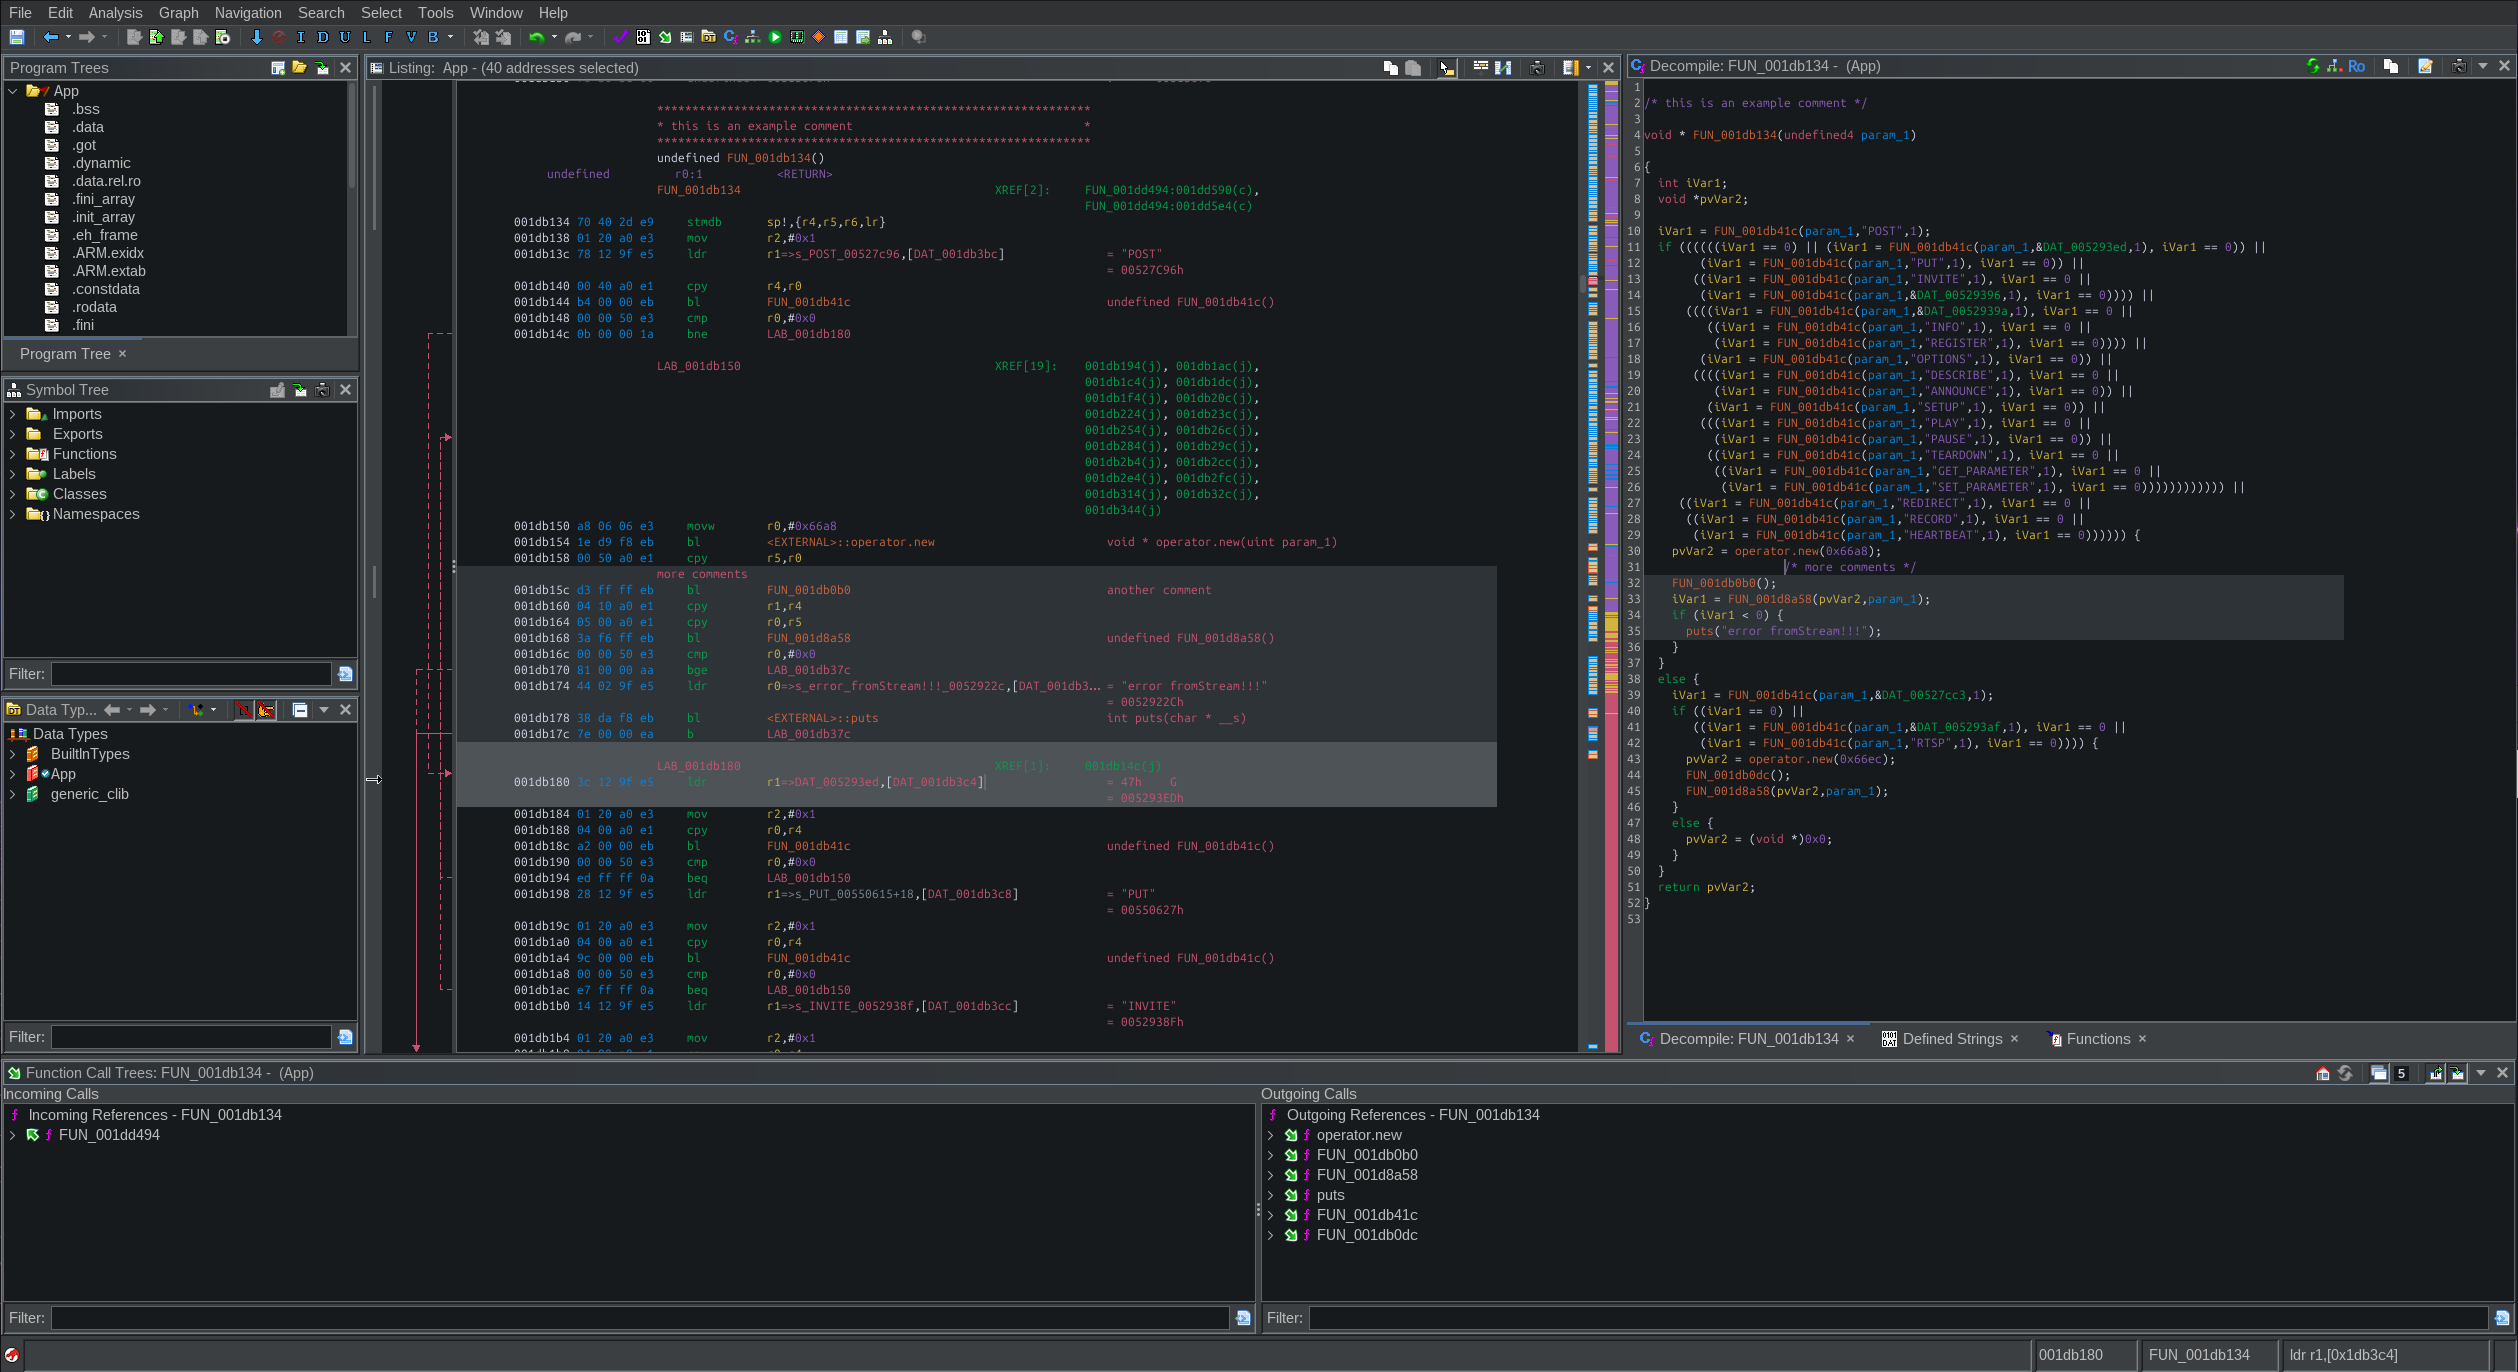 File Edit Analysis Graph Navigation Search Select Tools Window Help
I D U L F V B
Program Trees
App
.bss
.data
.got
.dynamic
.data.rel.ro
.fini_array
.init_array
.eh_frame
.ARM.exidx
.ARM.extab
.constdata
.rodata
.fini
Program Tree ×
Symbol Tree
Imports
Exports
Functions
Labels
Classes
Namespaces
Filter:
Data Typ...
Data Types
BuiltInTypes
App
generic_clib
Filter:
Listing: App - (40 addresses selected)
**************************************************************
* this is an example comment *
**************************************************************
undefined FUN_001db134()
undefined r0:1 <RETURN>
FUN_001db134 XREF[2]: FUN_001dd494:001dd590(c),
FUN_001dd494:001dd5e4(c)
001db134 70 40 2d e9 stmdb sp!,{r4,r5,r6,lr}
001db138 01 20 a0 e3 mov r2,#0x1
001db13c 78 12 9f e5 ldr r1=>s_POST_00527c96,[DAT_001db3bc] = "POST"
= 00527C96h
001db140 00 40 a0 e1 cpy r4,r0
001db144 b4 00 00 eb bl FUN_001db41c undefined FUN_001db41c()
001db148 00 00 50 e3 cmp r0,#0x0
001db14c 0b 00 00 1a bne LAB_001db180
LAB_001db150 XREF[19]: 001db194(j), 001db1ac(j),
001db1c4(j), 001db1dc(j),
001db1f4(j), 001db20c(j),
001db224(j), 001db23c(j),
001db254(j), 001db26c(j),
001db284(j), 001db29c(j),
001db2b4(j), 001db2cc(j),
001db2e4(j), 001db2fc(j),
001db314(j), 001db32c(j),
001db344(j)
001db150 a8 06 06 e3 movw r0,#0x66a8
001db154 1e d9 f8 eb bl <EXTERNAL>::operator.new void * operator.new(uint param_1)
001db158 00 50 a0 e1 cpy r5,r0
more comments
001db15c d3 ff ff eb bl FUN_001db0b0 another comment
001db160 04 10 a0 e1 cpy r1,r4
001db164 05 00 a0 e1 cpy r0,r5
001db168 3a f6 ff eb bl FUN_001d8a58 undefined FUN_001d8a58()
001db16c 00 00 50 e3 cmp r0,#0x0
001db170 81 00 00 aa bge LAB_001db37c
001db174 44 02 9f e5 ldr r0=>s_error_fromStream!!!_0052922c,[DAT_001db3... = "error fromStream!!!"
= 0052922Ch
001db178 38 da f8 eb bl <EXTERNAL>::puts int puts(char * __s)
001db17c 7e 00 00 ea b LAB_001db37c
LAB_001db180 XREF[1]: 001db14c(j)
001db180 3c 12 9f e5 ldr r1=>DAT_005293ed,[DAT_001db3c4] = 47h G
= 005293EDh
001db184 01 20 a0 e3 mov r2,#0x1
001db188 04 00 a0 e1 cpy r0,r4
001db18c a2 00 00 eb bl FUN_001db41c undefined FUN_001db41c()
001db190 00 00 50 e3 cmp r0,#0x0
001db194 ed ff ff 0a beq LAB_001db150
001db198 28 12 9f e5 ldr r1=>s_PUT_00550615+18,[DAT_001db3c8] = "PUT"
= 00550627h
001db19c 01 20 a0 e3 mov r2,#0x1
001db1a0 04 00 a0 e1 cpy r0,r4
001db1a4 9c 00 00 eb bl FUN_001db41c undefined FUN_001db41c()
001db1a8 00 00 50 e3 cmp r0,#0x0
001db1ac e7 ff ff 0a beq LAB_001db150
001db1b0 14 12 9f e5 ldr r1=>s_INVITE_0052938f,[DAT_001db3cc] = "INVITE"
= 0052938Fh
001db1b4 01 20 a0 e3 mov r2,#0x1
Decompile: FUN_001db134 - (App)
Ro
1
2 /* this is an example comment */
3
4 void * FUN_001db134(undefined4 param_1)
5
6 {
7 int iVar1;
8 void *pvVar2;
9
10 iVar1 = FUN_001db41c(param_1,"POST",1);
11 if ((((((iVar1 == 0) || (iVar1 = FUN_001db41c(param_1,&DAT_005293ed,1), iVar1 == 0)) ||
12 (iVar1 = FUN_001db41c(param_1,"PUT",1), iVar1 == 0)) ||
13 ((iVar1 = FUN_001db41c(param_1,"INVITE",1), iVar1 == 0 ||
14 (iVar1 = FUN_001db41c(param_1,&DAT_00529396,1), iVar1 == 0)))) ||
15 ((((iVar1 = FUN_001db41c(param_1,&DAT_0052939a,1), iVar1 == 0 ||
16 ((iVar1 = FUN_001db41c(param_1,"INFO",1), iVar1 == 0 ||
17 (iVar1 = FUN_001db41c(param_1,"REGISTER",1), iVar1 == 0)))) ||
18 (iVar1 = FUN_001db41c(param_1,"OPTIONS",1), iVar1 == 0)) ||
19 ((((iVar1 = FUN_001db41c(param_1,"DESCRIBE",1), iVar1 == 0 ||
20 (iVar1 = FUN_001db41c(param_1,"ANNOUNCE",1), iVar1 == 0)) ||
21 (iVar1 = FUN_001db41c(param_1,"SETUP",1), iVar1 == 0)) ||
22 (((iVar1 = FUN_001db41c(param_1,"PLAY",1), iVar1 == 0 ||
23 (iVar1 = FUN_001db41c(param_1,"PAUSE",1), iVar1 == 0)) ||
24 ((iVar1 = FUN_001db41c(param_1,"TEARDOWN",1), iVar1 == 0 ||
25 ((iVar1 = FUN_001db41c(param_1,"GET_PARAMETER",1), iVar1 == 0 ||
26 (iVar1 = FUN_001db41c(param_1,"SET_PARAMETER",1), iVar1 == 0)))))))))))) ||
27 ((iVar1 = FUN_001db41c(param_1,"REDIRECT",1), iVar1 == 0 ||
28 ((iVar1 = FUN_001db41c(param_1,"RECORD",1), iVar1 == 0 ||
29 (iVar1 = FUN_001db41c(param_1,"HEARTBEAT",1), iVar1 == 0)))))) {
30 pvVar2 = operator.new(0x66a8);
31 /* more comments */
32 FUN_001db0b0();
33 iVar1 = FUN_001d8a58(pvVar2,param_1);
34 if (iVar1 < 0) {
35 puts("error fromStream!!!");
36 }
37 }
38 else {
39 iVar1 = FUN_001db41c(param_1,&DAT_00527cc3,1);
40 if ((iVar1 == 0) ||
41 ((iVar1 = FUN_001db41c(param_1,&DAT_005293af,1), iVar1 == 0 ||
42 (iVar1 = FUN_001db41c(param_1,"RTSP",1), iVar1 == 0)))) {
43 pvVar2 = operator.new(0x66ec);
44 FUN_001db0dc();
45 FUN_001d8a58(pvVar2,param_1);
46 }
47 else {
48 pvVar2 = (void *)0x0;
49 }
50 }
51 return pvVar2;
52 }
53
Decompile: FUN_001db134 × Defined Strings × Functions ×
Function Call Trees: FUN_001db134 - (App)
5
Incoming Calls
Incoming References - FUN_001db134
FUN_001dd494
Filter:
Outgoing Calls
Outgoing References - FUN_001db134
operator.new
FUN_001db0b0
FUN_001d8a58
puts
FUN_001db41c
FUN_001db0dc
Filter:
001db180 FUN_001db134 ldr r1,[0x1db3c4]